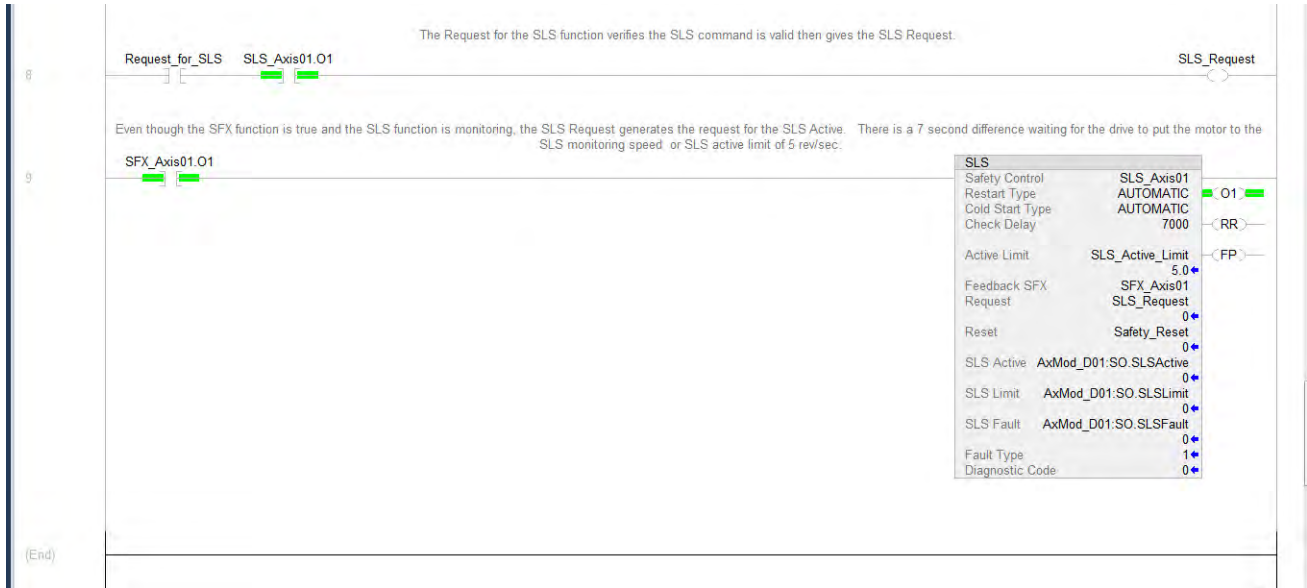 The Request for the SLS function verifies the SLS command is valid then gives the SLS Request.
Request_for_SLS SLS_Axis01.O1 SLS_Request
8
Even though the SFX function is true and the SLS function is monitoring, the SLS Request generates the request for the SLS Active. There is a 7 second difference waiting for the drive to put the motor to the
SLS monitoring speed or SLS active limit of 5 rev/sec.
SFX_Axis01.O1
9
SLS
Safety Control SLS_Axis01
Restart Type AUTOMATIC O1
Cold Start Type AUTOMATIC
Check Delay 7000 RR
Active Limit SLS_Active_Limit FP
5.0
Feedback SFX SFX_Axis01
Request SLS_Request
0
Reset Safety_Reset
0
SLS Active AxMod_D01:SO.SLSActive
0
SLS Limit AxMod_D01:SO.SLSLimit
0
SLS Fault AxMod_D01:SO.SLSFault
0
Fault Type 1
Diagnostic Code 0
(End)